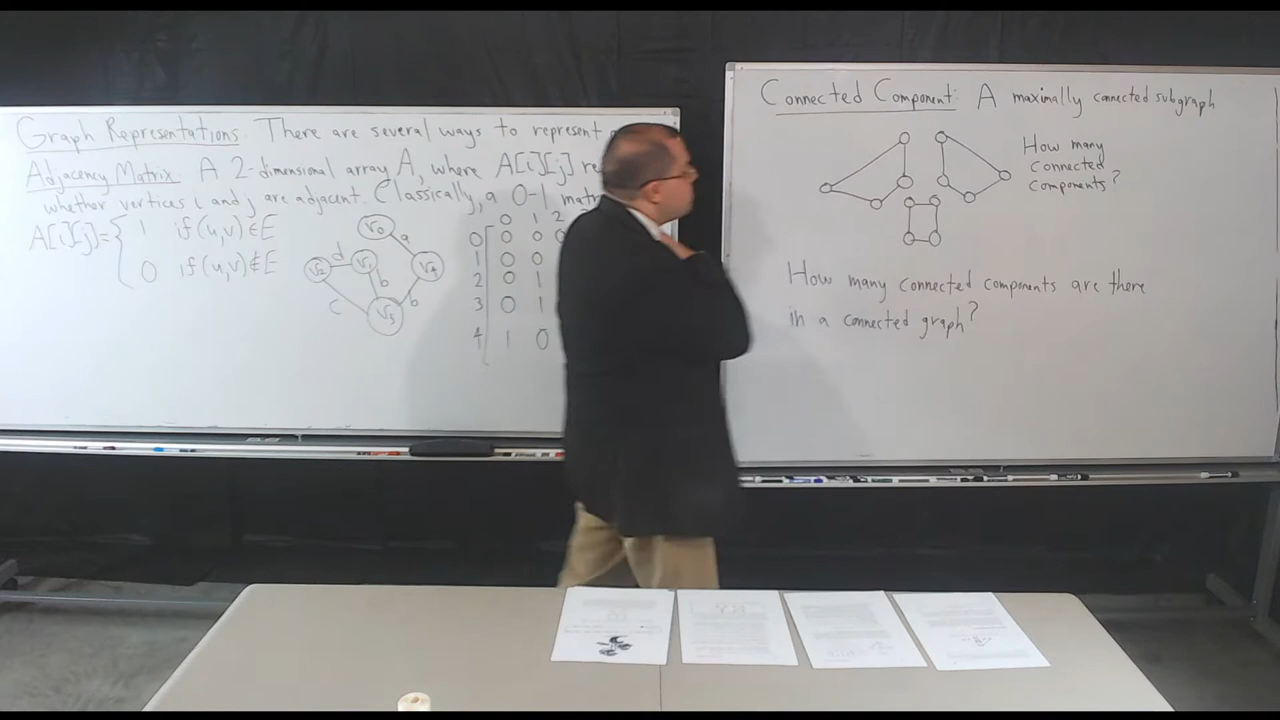 Graph Representations: There are several ways to represent
Adjacency Matrix: A 2-dimensional array A, where A[i][j] re
whether vertices i and j are adjacent. Classically, a 0-1 matr
A[i][j]= { 1 if (u,v)∈E
0 if (u,v)∉E
V0
a
V2 d V1 V4
b b
c V3
0 1 2
0 0 0 0
1 0 0
2 0 1
3 0 1
4 1 0
Connected Component: A maximally connected subgraph
How many
connected
components?
How many connected components are there
in a connected graph?